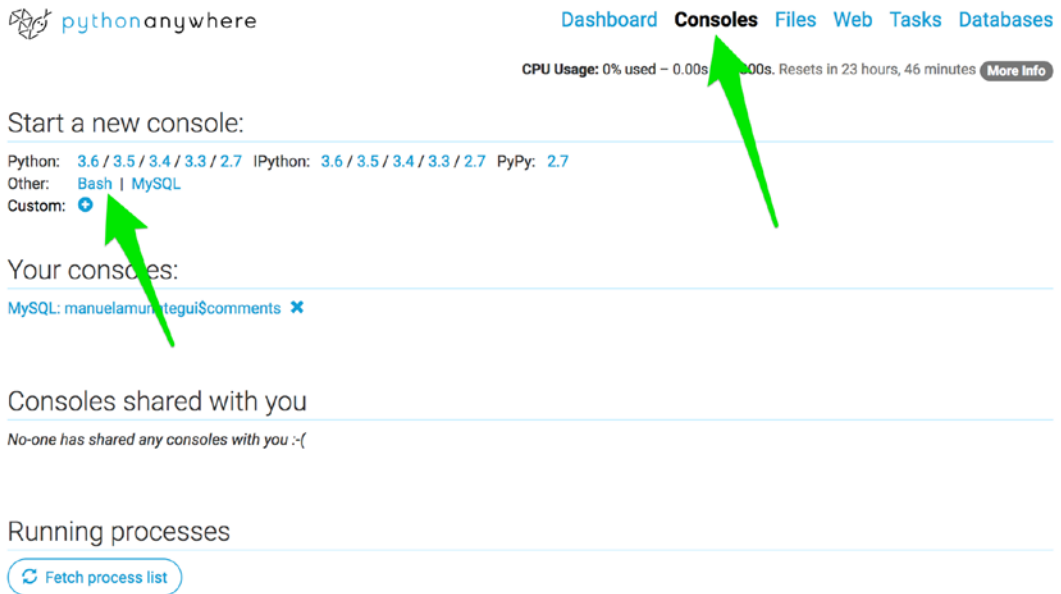 pythonanywhere
Dashboard Consoles Files Web Tasks Databases
CPU Usage: 0% used – 0.00s 00s. Resets in 23 hours, 46 minutes More Info
Start a new console:
Python: 3.6 / 3.5 / 3.4 / 3.3 / 2.7 IPython: 3.6 / 3.5 / 3.4 / 3.3 / 2.7 PyPy: 2.7
Other: Bash | MySQL
Custom:
Your consoles:
MySQL: $comments
Consoles shared with you
No-one has shared any consoles with you :-(
Running processes
Fetch process list